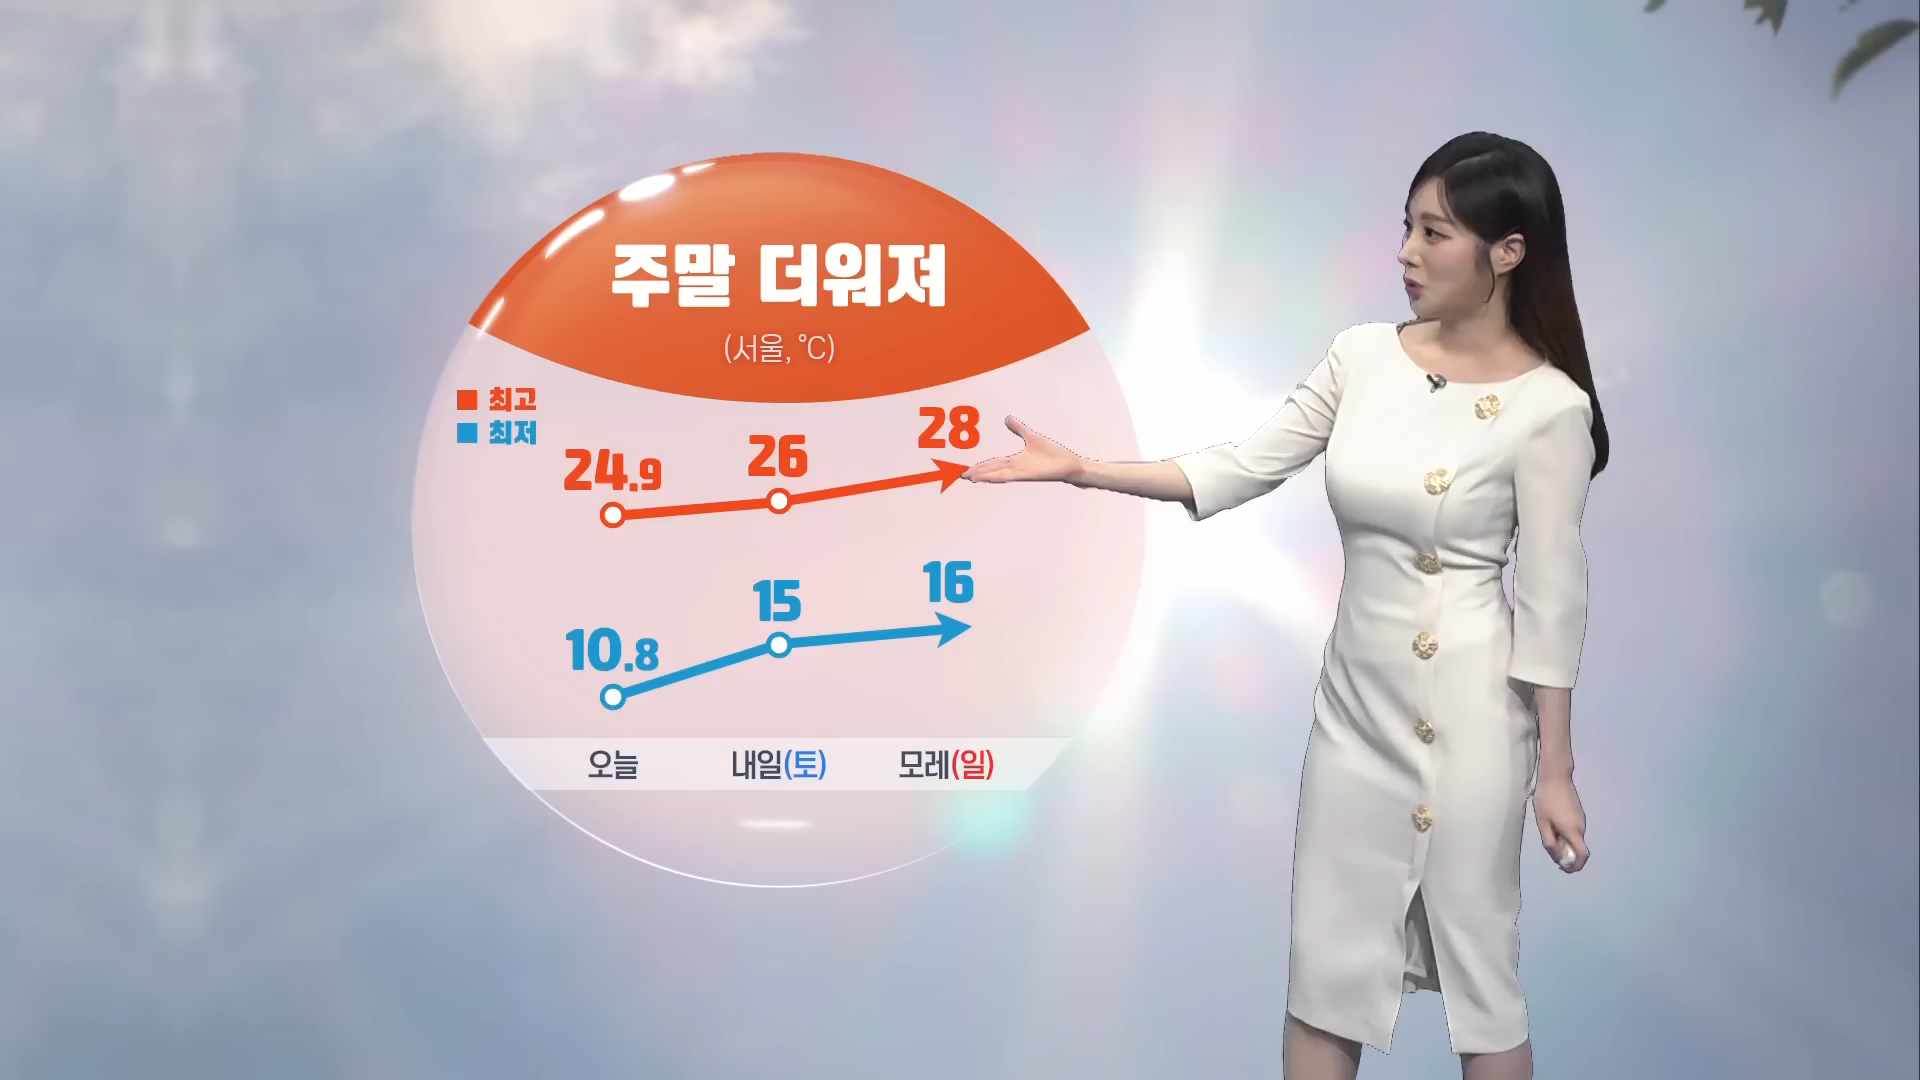 주말 더워져
(서울, °C)
■ 최고
■ 최저
24.9 26 28
10.8 15 16
오늘 내일(토) 모레(일)